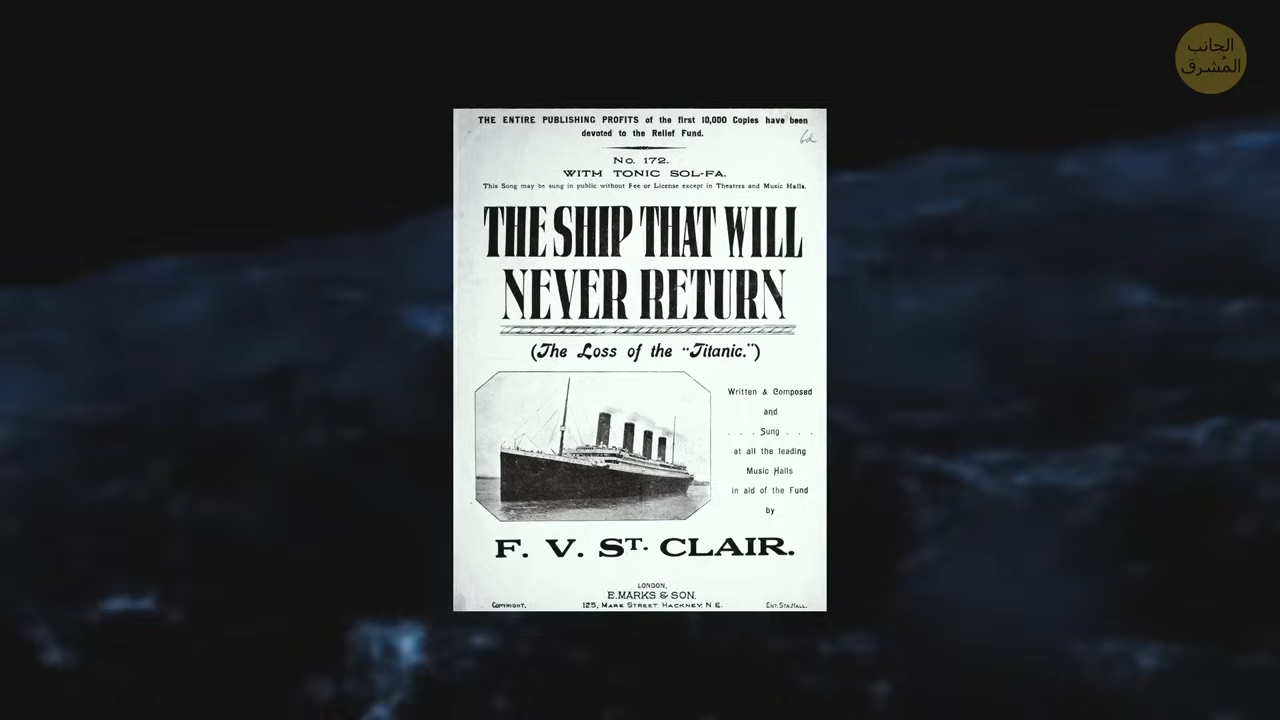 الجانب
المُشرق
THE ENTIRE PUBLISHING PROFITS of the first 10,000 Copies have been
devoted to the Relief Fund.
6d
No. 172.
WITH TONIC SOL-FA.
This Song may be sung in public without Fee or License except in Theatres and Music Halls.
THE SHIP THAT WILL
NEVER RETURN
(The Loss of the "Titanic.")
Written & Composed
and
. . . Sung . . .
at all the leading
Music Halls
in aid of the Fund
by
F. V. ST. CLAIR.
LONDON,
E. MARKS & SON.
COPYRIGHT. 125, MARE STREET HACKNEY. N.E. ENT. STA. HALL.